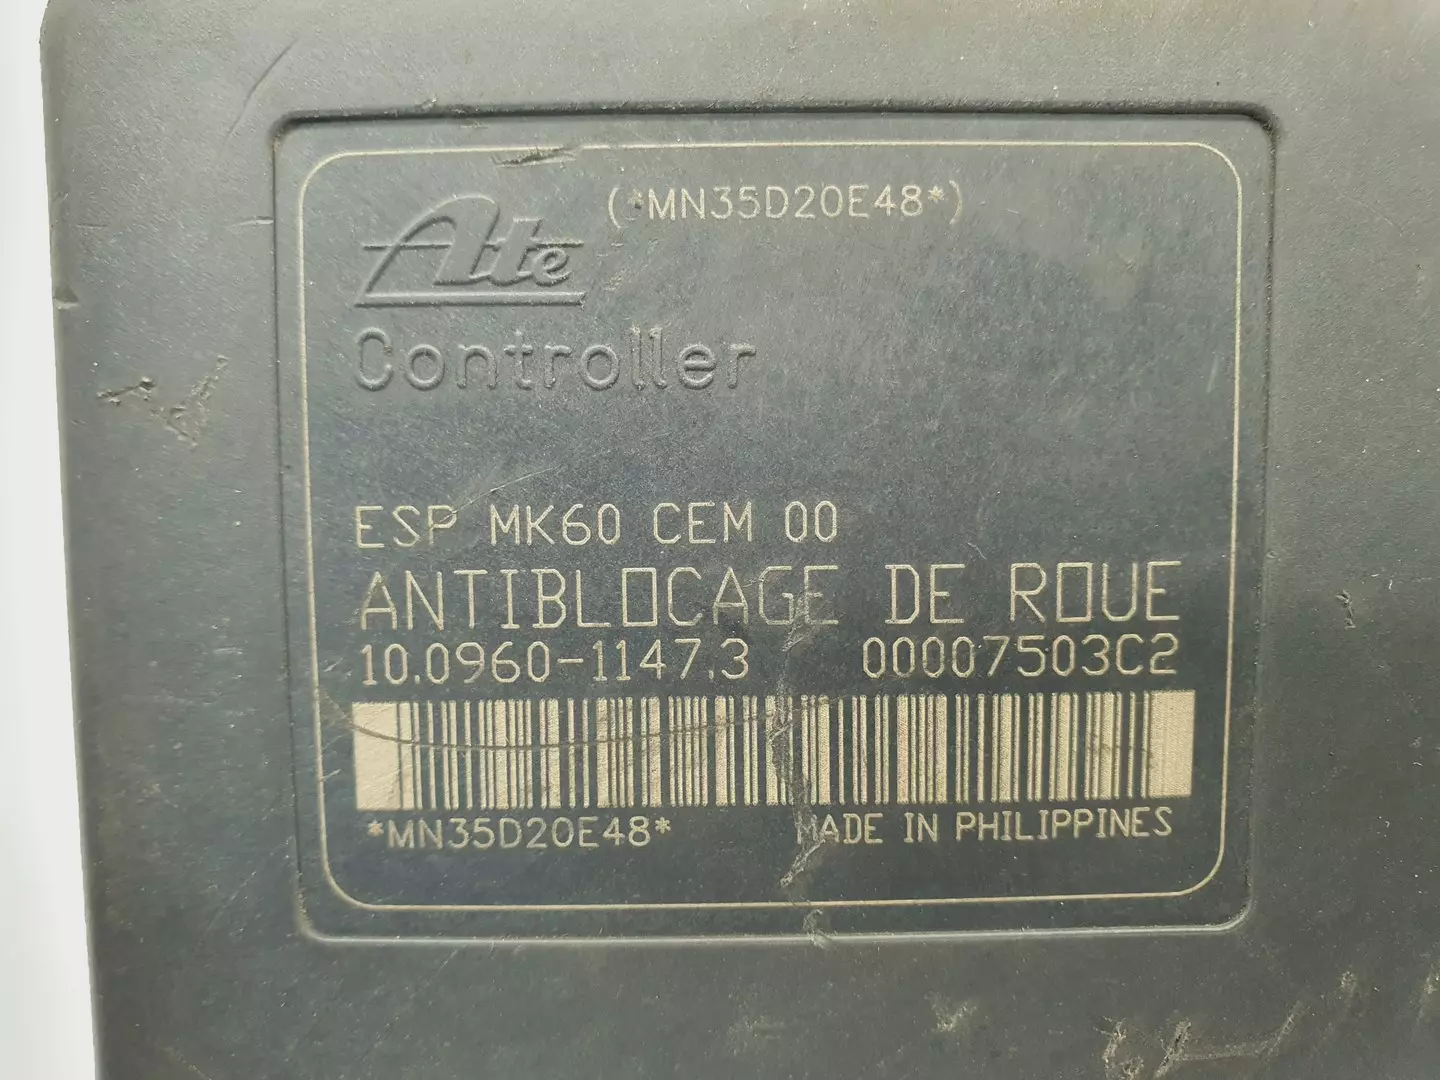 (*MN35D20E48*)
Ate
Controller
ESP MK60 CEM 00
ANTIBLOCAGE DE ROUE
10.0960-1147.3 00007503C2
*MN35D20E48* MADE IN PHILIPPINES